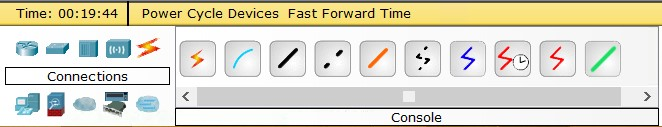 Time: 00:19:44 Power Cycle Devices Fast Forward Time
Connections
Console